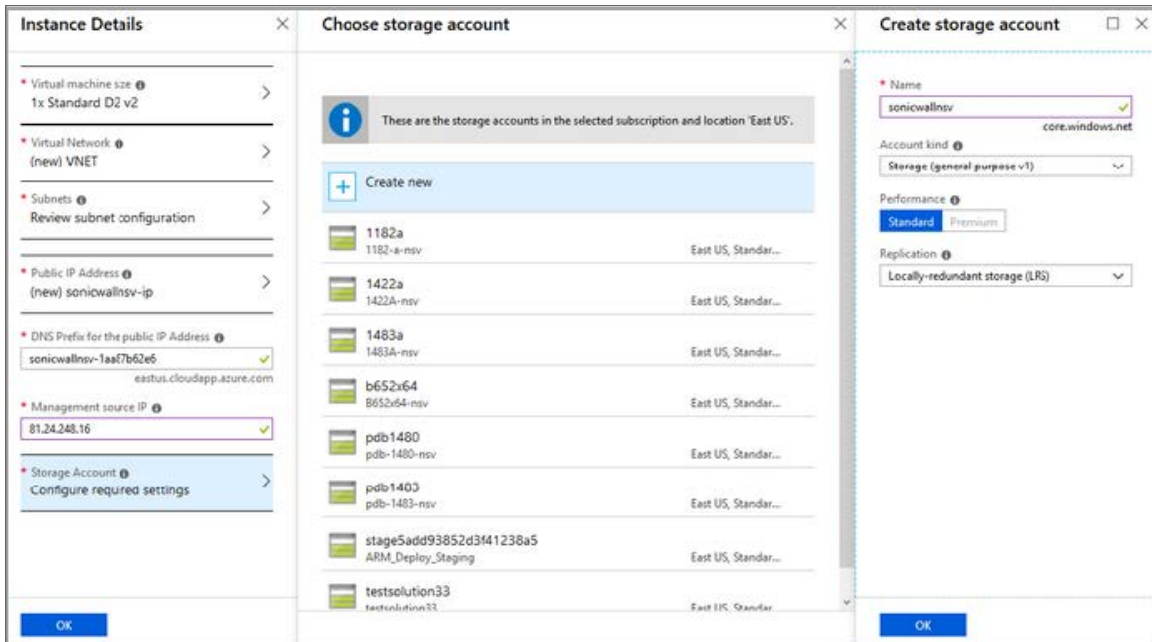 Instance Details
* Virtual machine sze
1x Standard D2 v2
* Virtual Network
(new) VNET
* Subnets
Review subnet configuration
* Public IP Address
(new) sonicwallnsv-ip
* DNS Prefix for the public IP Address
sonicwallnsv-1aaf7b62e6
eastus.cloudapp.azure.com
* Management source IP
81.24.248.16
* Storage Account
Configure required settings
OK
Choose storage account
These are the storage accounts in the selected subscription and location 'East US'.
Create new
1182a
1182-a-nsv East US, Standar...
1422a
1422A-nsv East US, Standar...
1483a
1483A-nsv East US, Standar...
b652x64
B652x64-nsv East US, Standar...
pdb1480
pdb-1480-nsv East US, Standar...
pdb1483
pdb-1483-nsv East US, Standar...
stage5add93852d3f41238a5
ARM_Deploy_Staging East US, Standar...
testsolution33
testsolution33 East US, Standar...
Create storage account
* Name
sonicwallnsv
core.windows.net
Account kind
Storage (general purpose v1)
Performance
Standard Premium
Replication
Locally-redundant storage (LRS)
OK